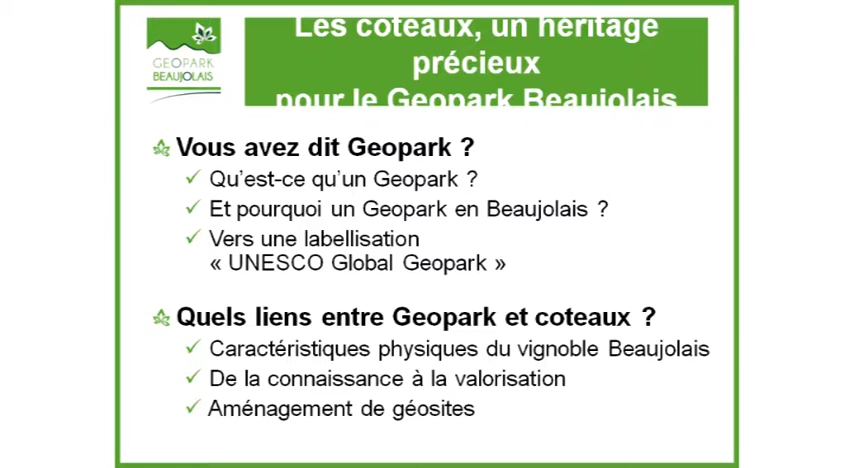 GEOPARK
BEAUJOLAIS
Les coteaux, un héritage
précieux
pour le Geopark Beaujolais
Vous avez dit Geopark ?
Qu'est-ce qu'un Geopark ?
Et pourquoi un Geopark en Beaujolais ?
Vers une labellisation
« UNESCO Global Geopark »
Quels liens entre Geopark et coteaux ?
Caractéristiques physiques du vignoble Beaujolais
De la connaissance à la valorisation
Aménagement de géosites